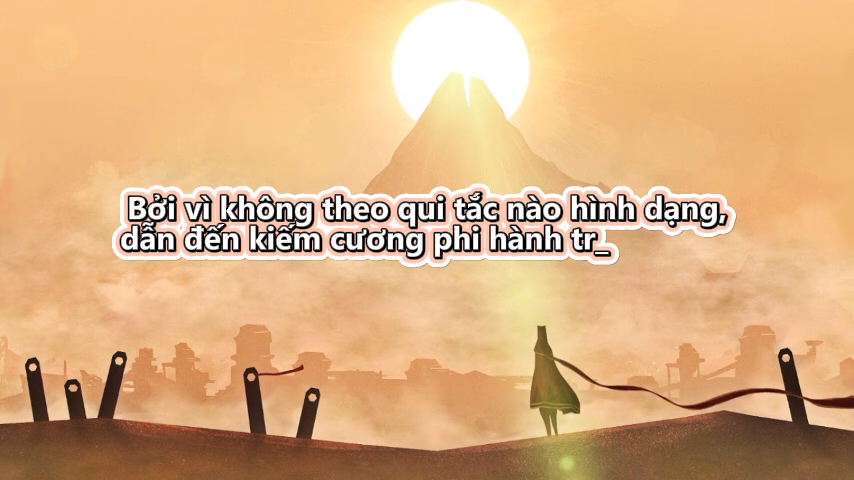 Bởi vì không theo qui tắc nào hình dạng,
dẫn đến kiếm cương phi hành tr_